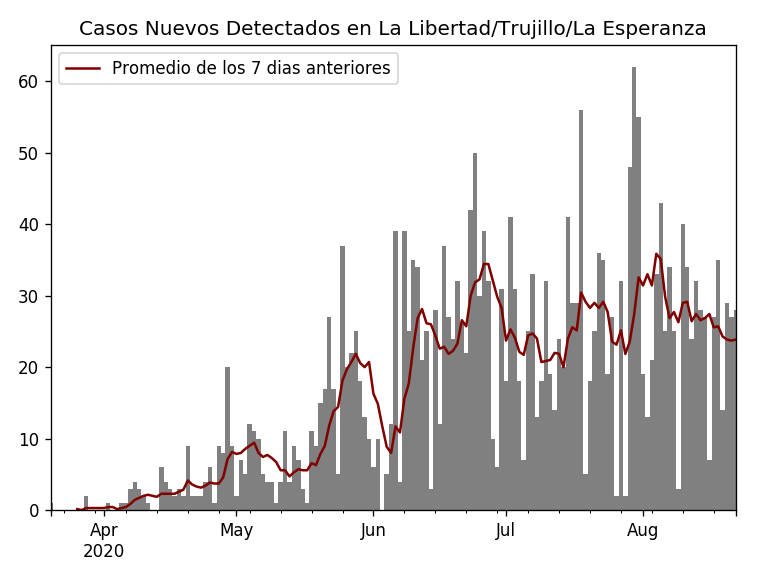 Casos Nuevos Detectados en La Libertad/Trujillo/La Esperanza
Promedio de los 7 dias anteriores
60
50
40
30
20
10
0
Apr May Jun Jul Aug
2020